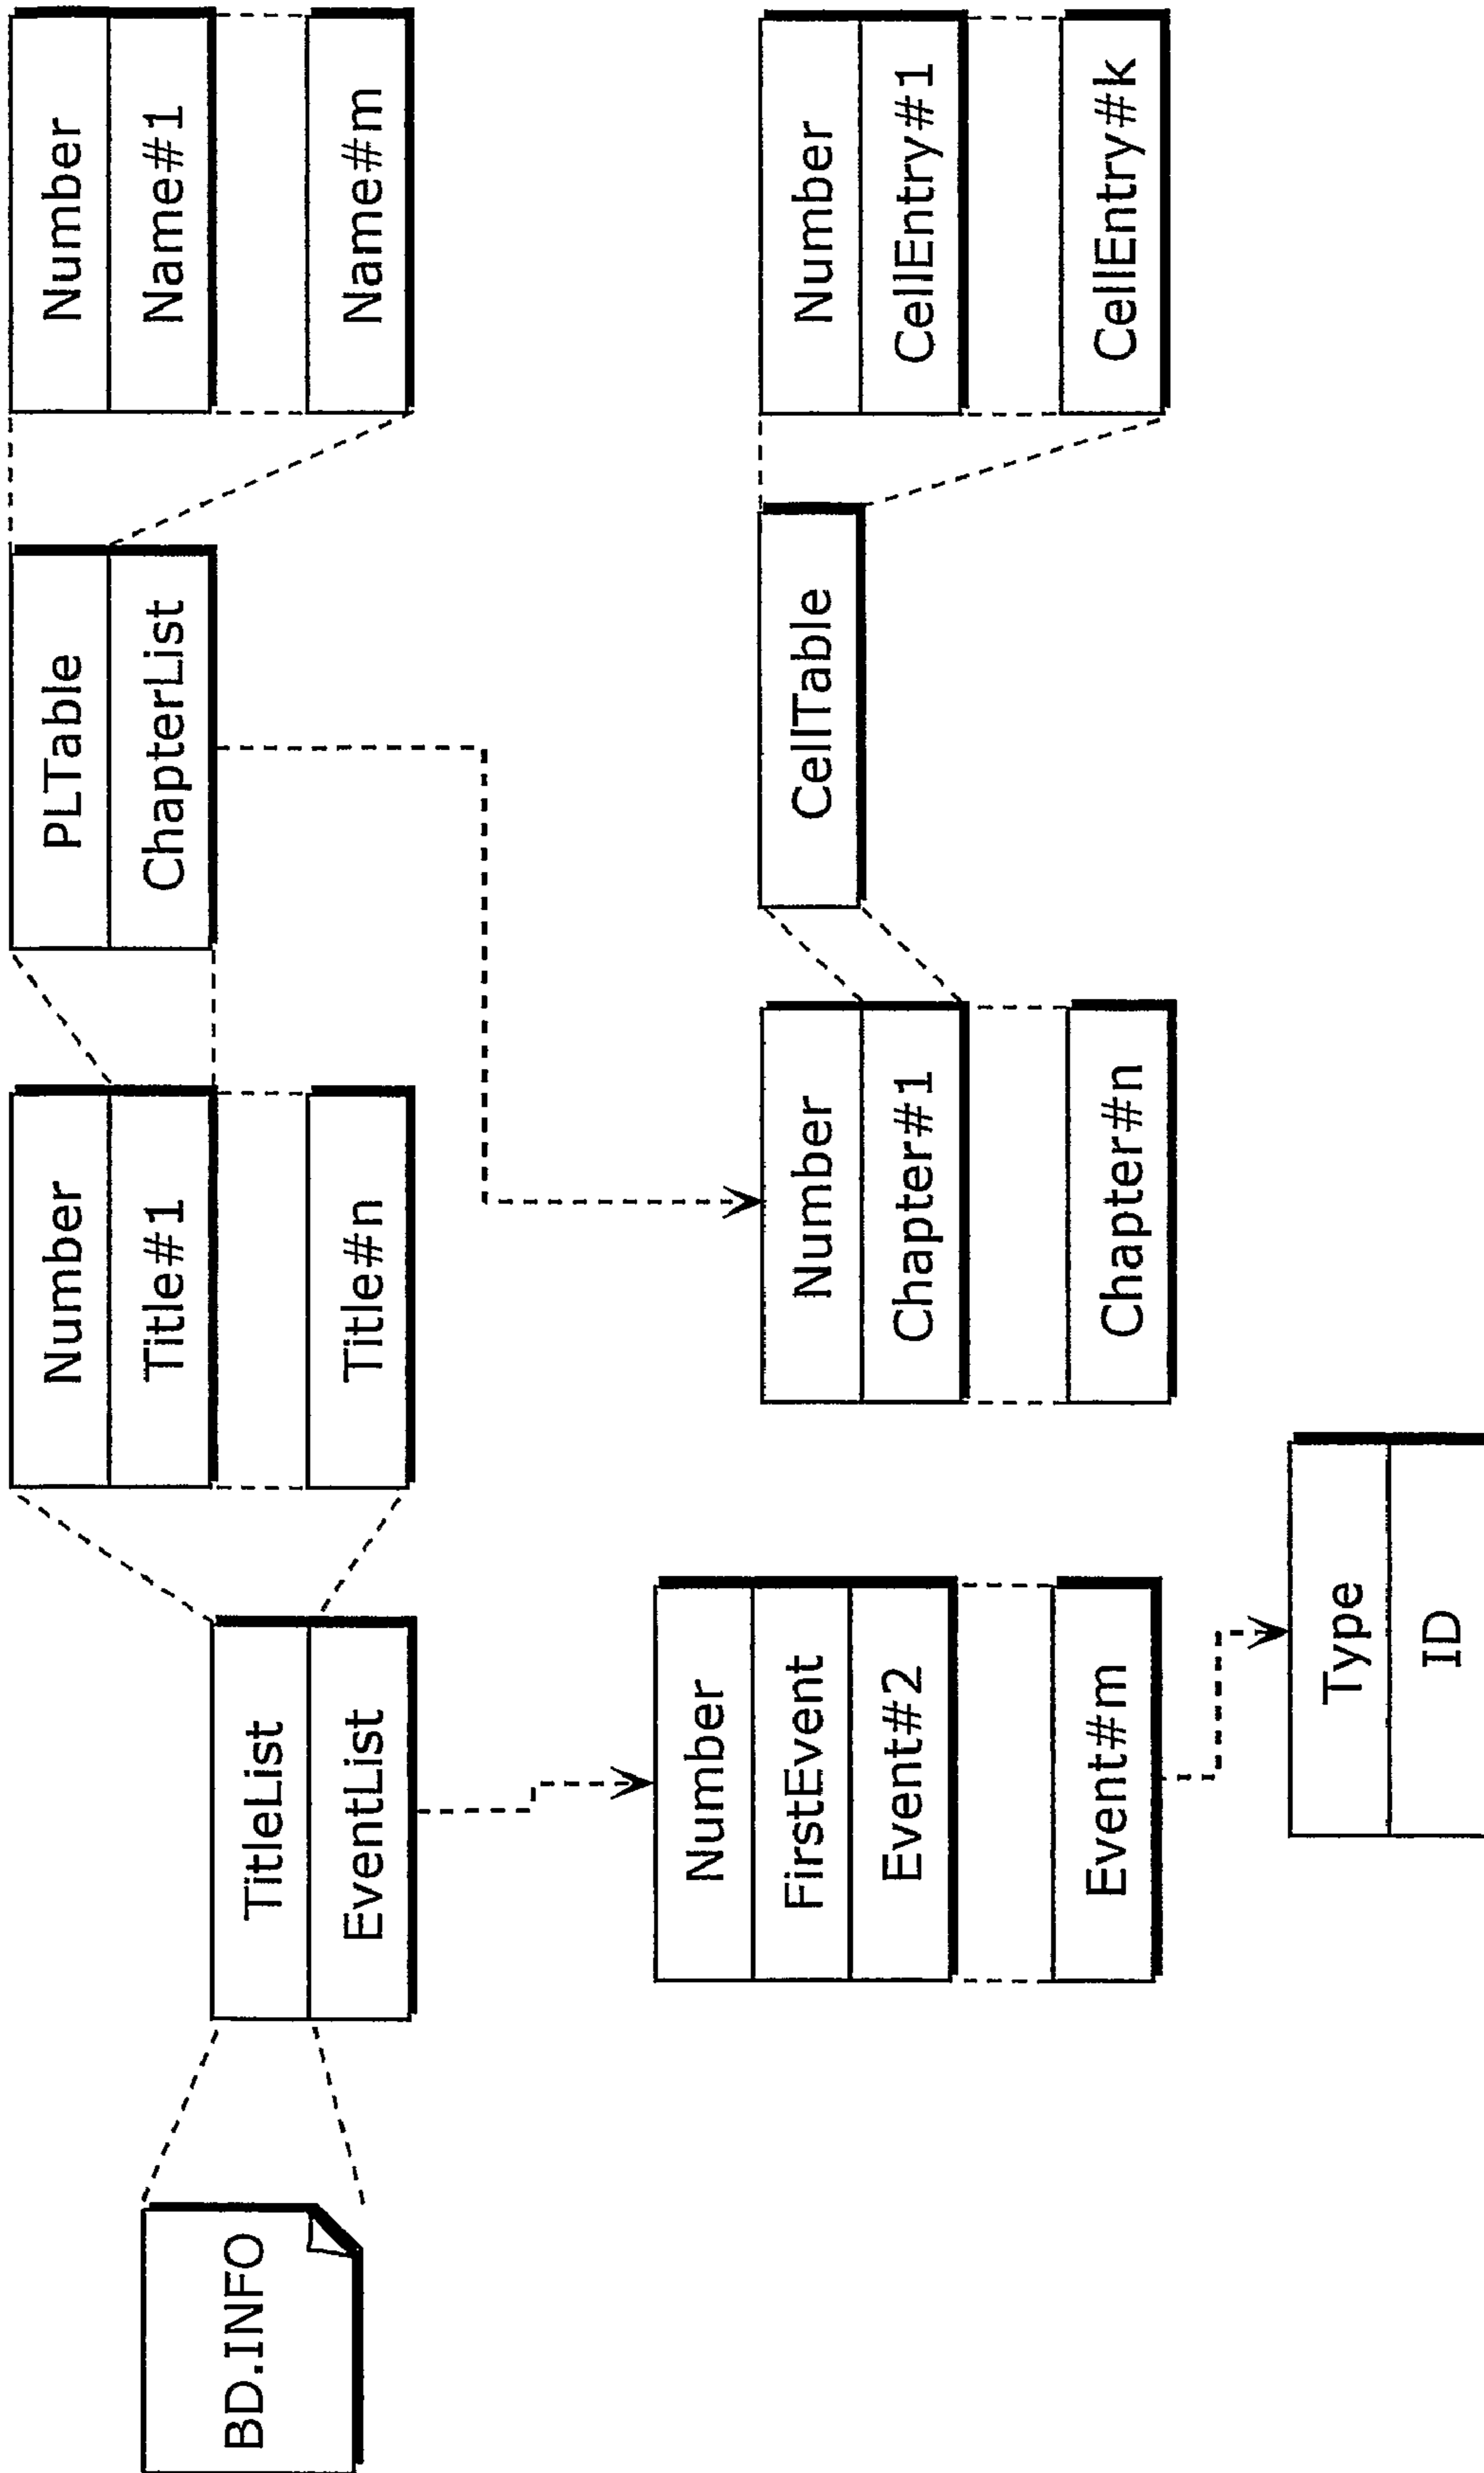 BD.INFO
TitleList
EventList
Number
Title#1
Title#n
PLTable
ChapterList
Number
Name#1
Name#m
Number
FirstEvent
Event#2
Event#m
Type
ID
Number
Chapter#1
Chapter#n
CellTable
Number
CellEntry#1
CellEntry#k